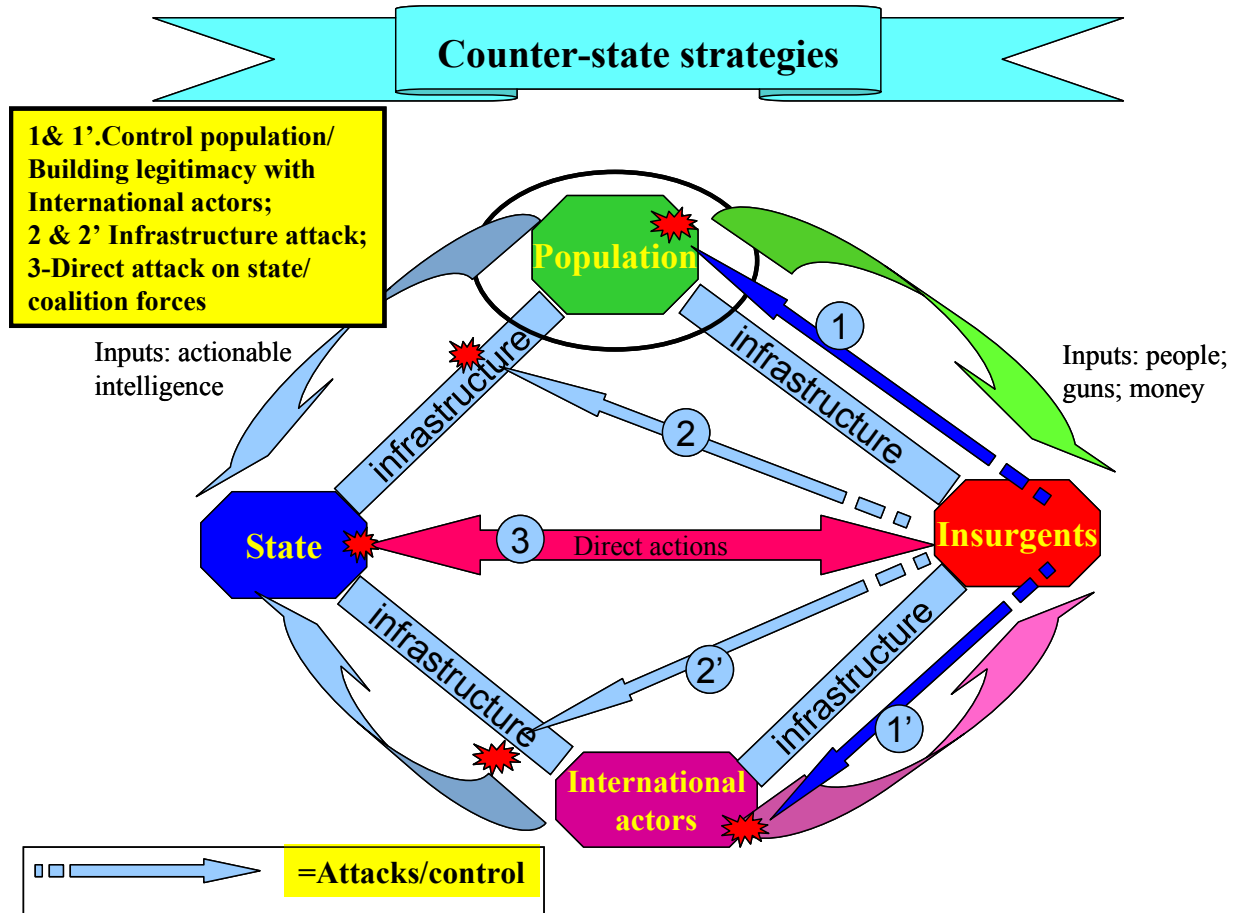 Counter-state strategies
1& 1’.Control population/
Building legitimacy with
International actors;
2 & 2’ Infrastructure attack;
3-Direct attack on state/
coalition forces
Population
Inputs: actionable
intelligence
Inputs: people;
guns; money
infrastructure
infrastructure
1
2
State
3
Direct actions
Insurgents
infrastructure
infrastructure
2’
1’
International
actors
=Attacks/control